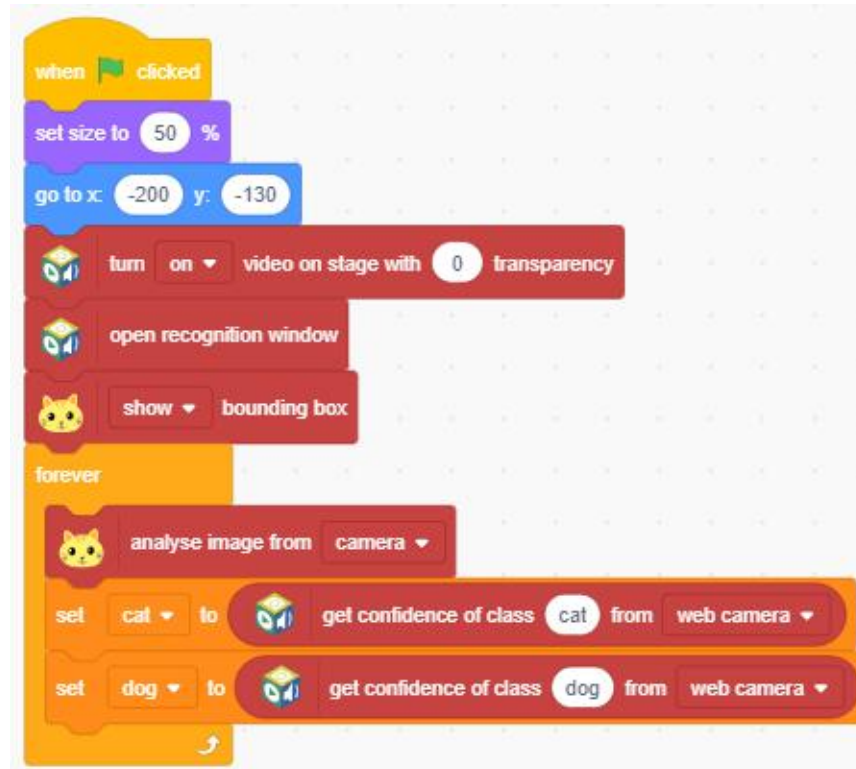 when clicked
set size to 50 %
go to x: -200 y: -130
turn on video on stage with 0 transparency
open recognition window
show bounding box
forever
analyse image from camera
set cat to get confidence of class cat from web camera
set dog to get confidence of class dog from web camera